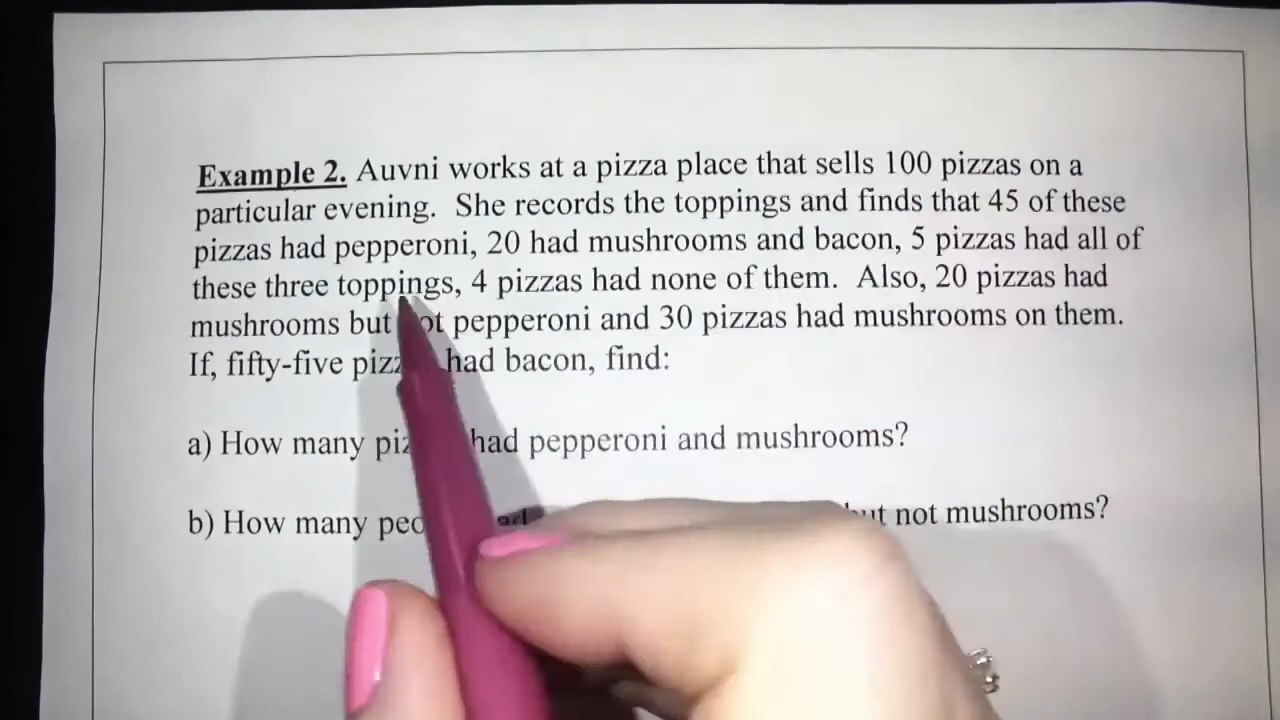 Example 2. Auvni works at a pizza place that sells 100 pizzas on a
particular evening. She records the toppings and finds that 45 of these
pizzas had pepperoni, 20 had mushrooms and bacon, 5 pizzas had all of
these three toppings, 4 pizzas had none of them. Also, 20 pizzas had
mushrooms but pepperoni and 30 pizzas had mushrooms on them.
If, fifty-five had bacon, find:
a) How many had pepperoni and mushrooms?
b) How many not mushrooms?